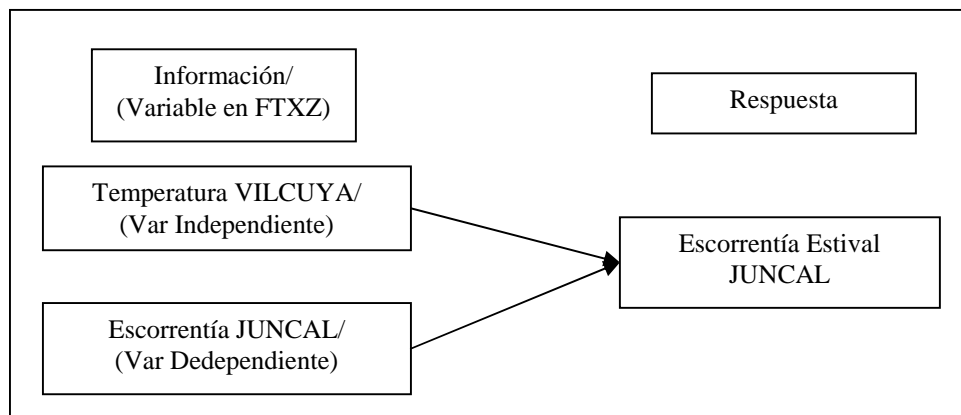 Información/
(Variable en FTXZ)
Respuesta
Temperatura VILCUYA/
(Var Independiente)
Escorrentía Estival
JUNCAL
Escorrentía JUNCAL/
(Var Dedependiente)